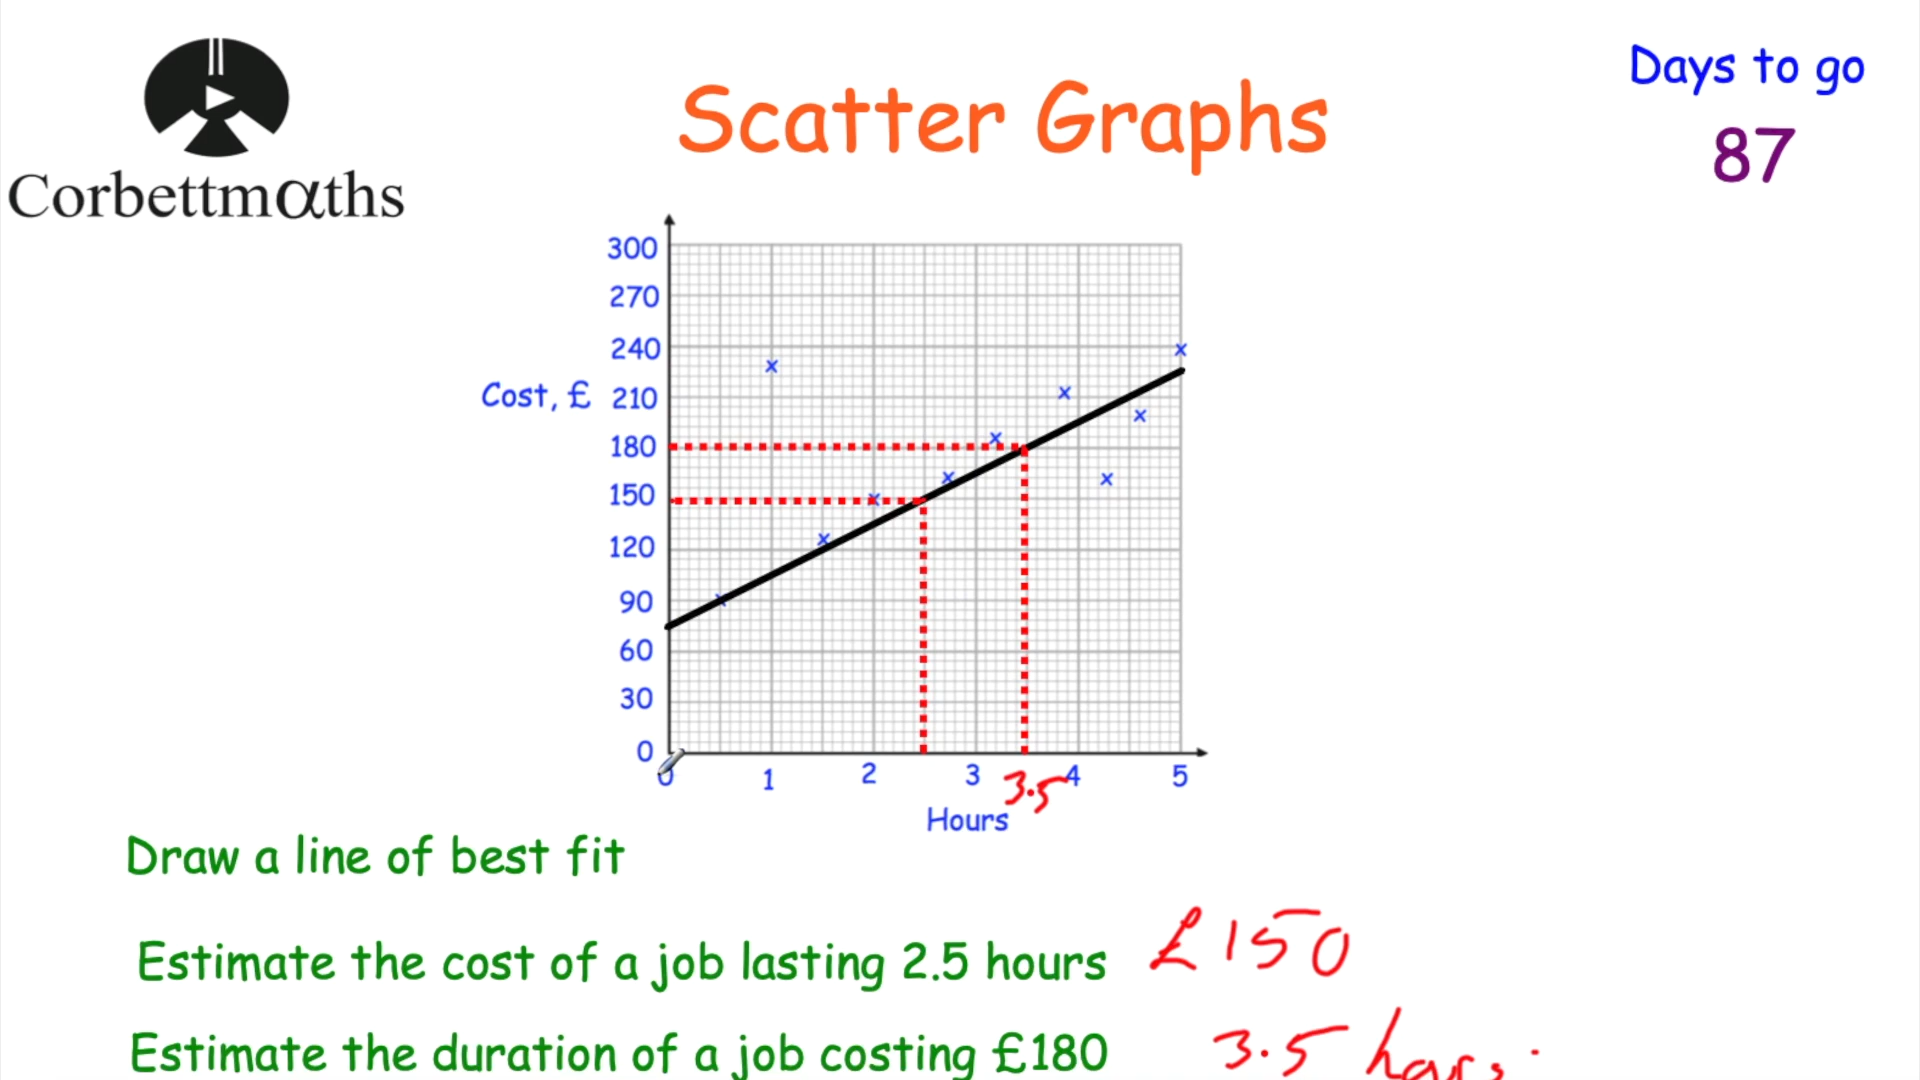 Corbettmαths
Scatter Graphs
Days to go
87
300
270
240
Cost, £ 210
180
150
120
90
60
30
0
0 1 2 3 3.5 4 5
Hours
Draw a line of best fit
Estimate the cost of a job lasting 2.5 hours £150
Estimate the duration of a job costing £180 3.5 hours